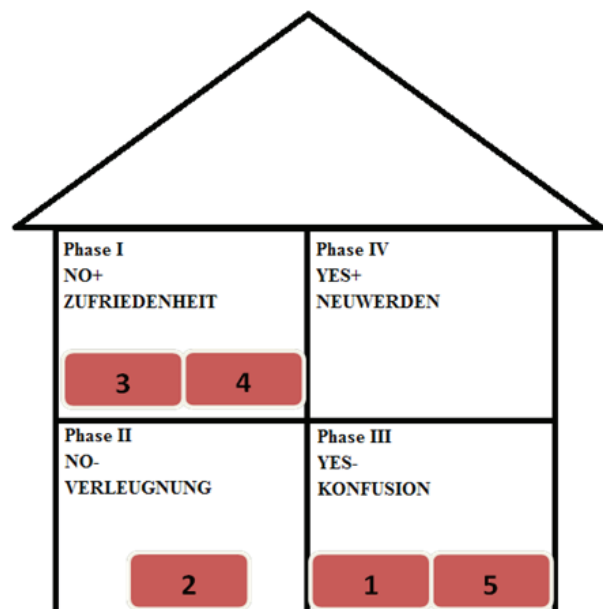 Phase I
NO+
ZUFRIEDENHEIT
3 4
Phase IV
YES+
NEUWERDEN
Phase II
NO-
VERLEUGNUNG
2
Phase III
YES-
KONFUSION
1 5